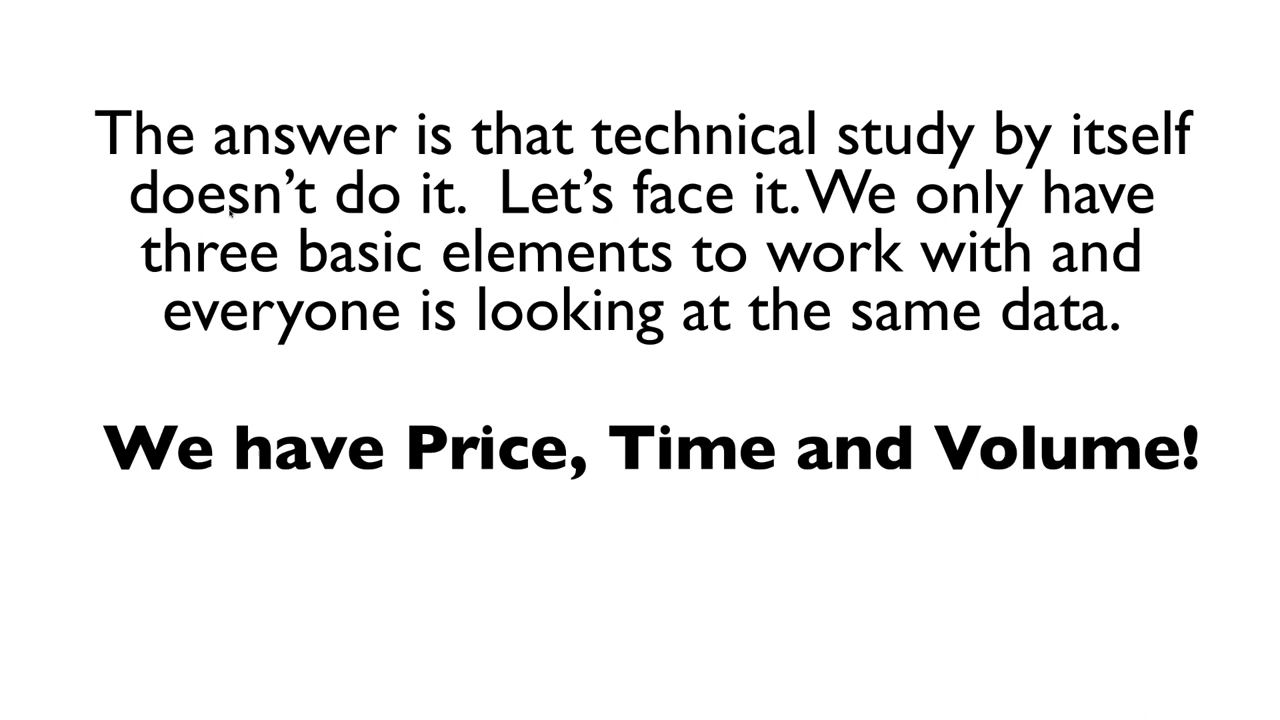 The answer is that technical study by itself
doesn’t do it.  Let’s face it. We only have
three basic elements to work with and
everyone is looking at the same data.
We have Price, Time and Volume!